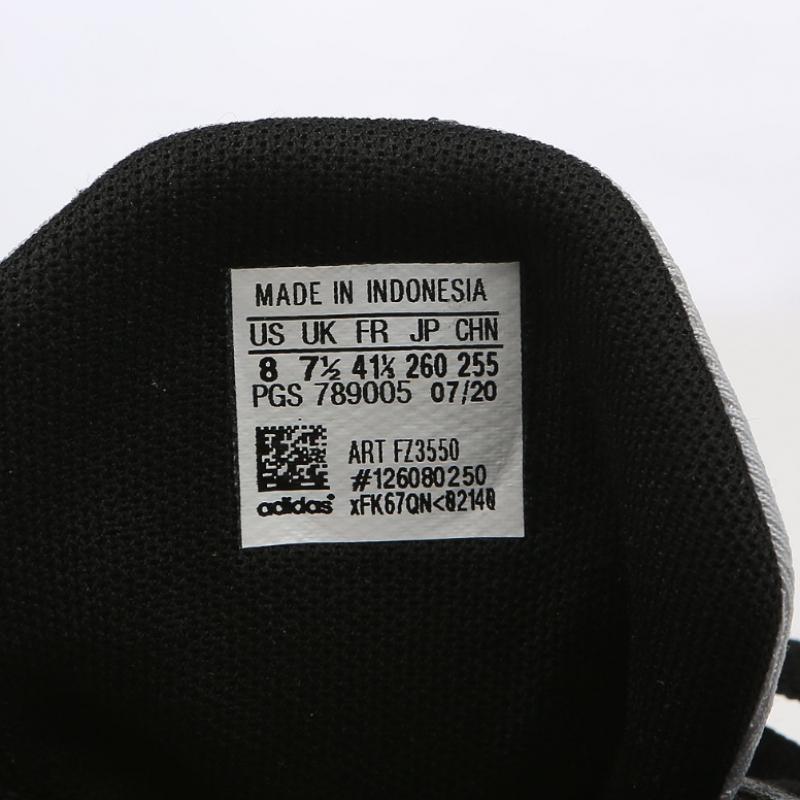 MADE IN INDONESIA
US UK FR JP CHN
8 7½ 41⅓ 260 255
PGS 789005 07/20
ART FZ3550
#126080250
adidas xFK67QN<Q214Q